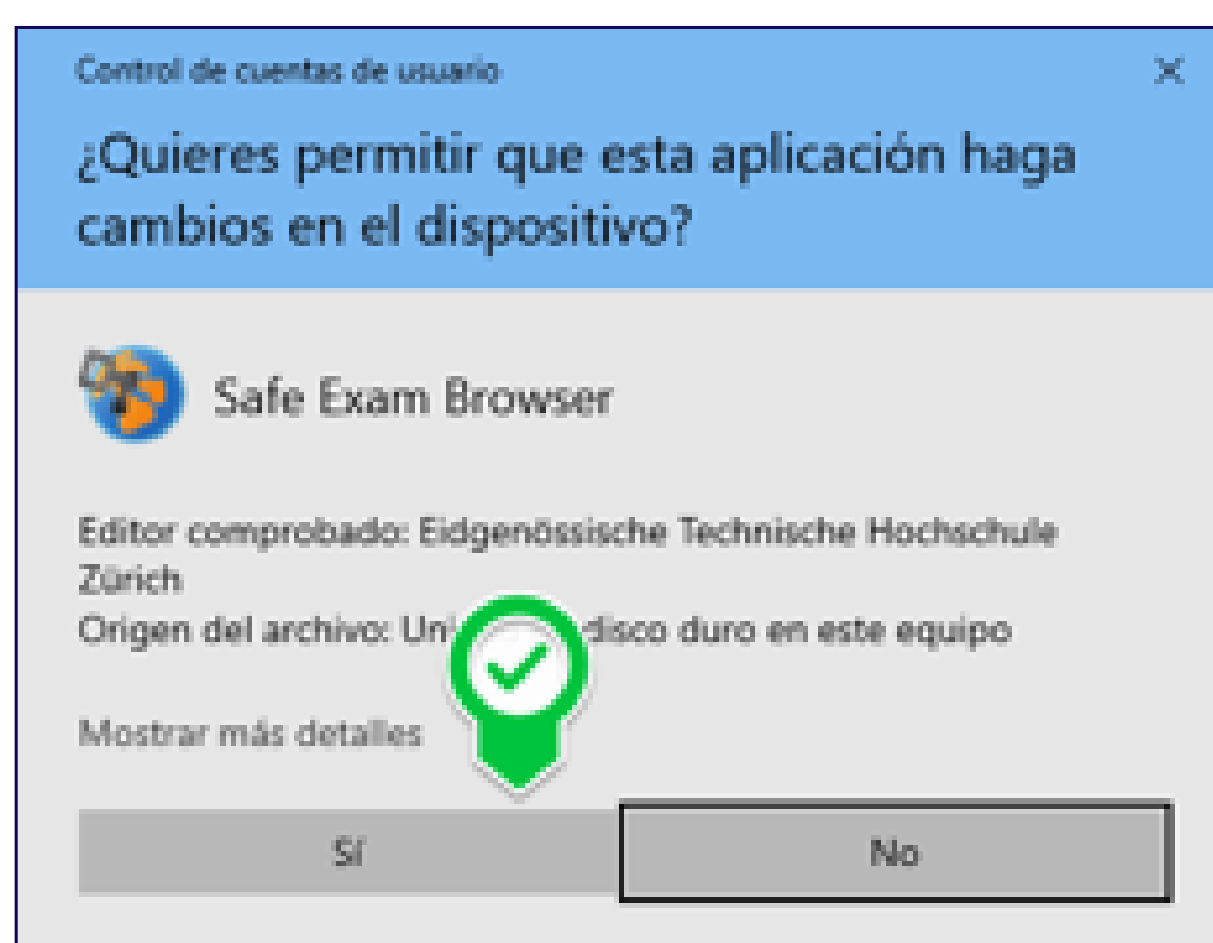 Control de cuentas de usuario
¿Quieres permitir que esta aplicación haga
cambios en el dispositivo?
Safe Exam Browser
Editor comprobado: Eidgenössische Technische Hochschule
Zürich
Origen del archivo: disco duro en este equipo
Mostrar más detalles
Sí
No